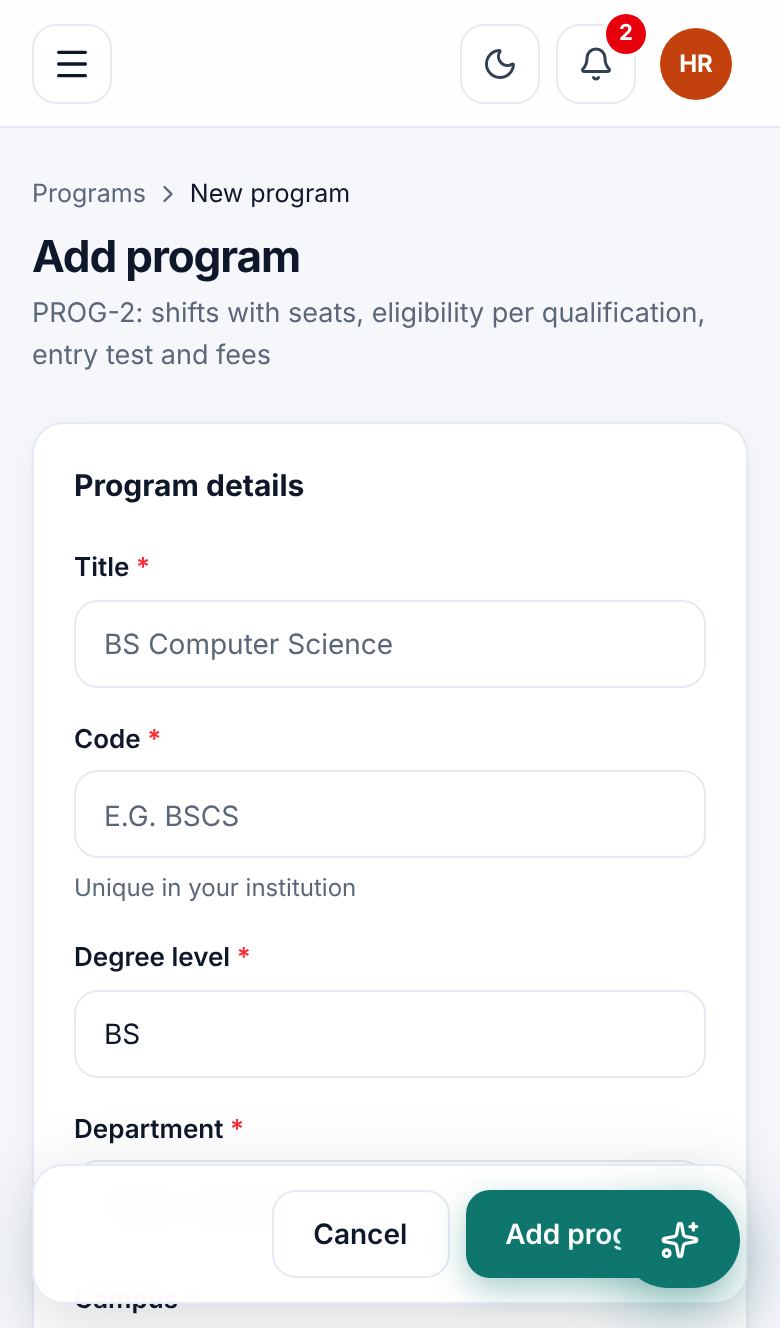 2
HR
Programs > New program
Add program
PROG-2: shifts with seats, eligibility per qualification,
entry test and fees
Program details
Title *
BS Computer Science
Code *
E.G. BSCS
Unique in your institution
Degree level *
BS
Department *
Cancel
Add prog
Campus *